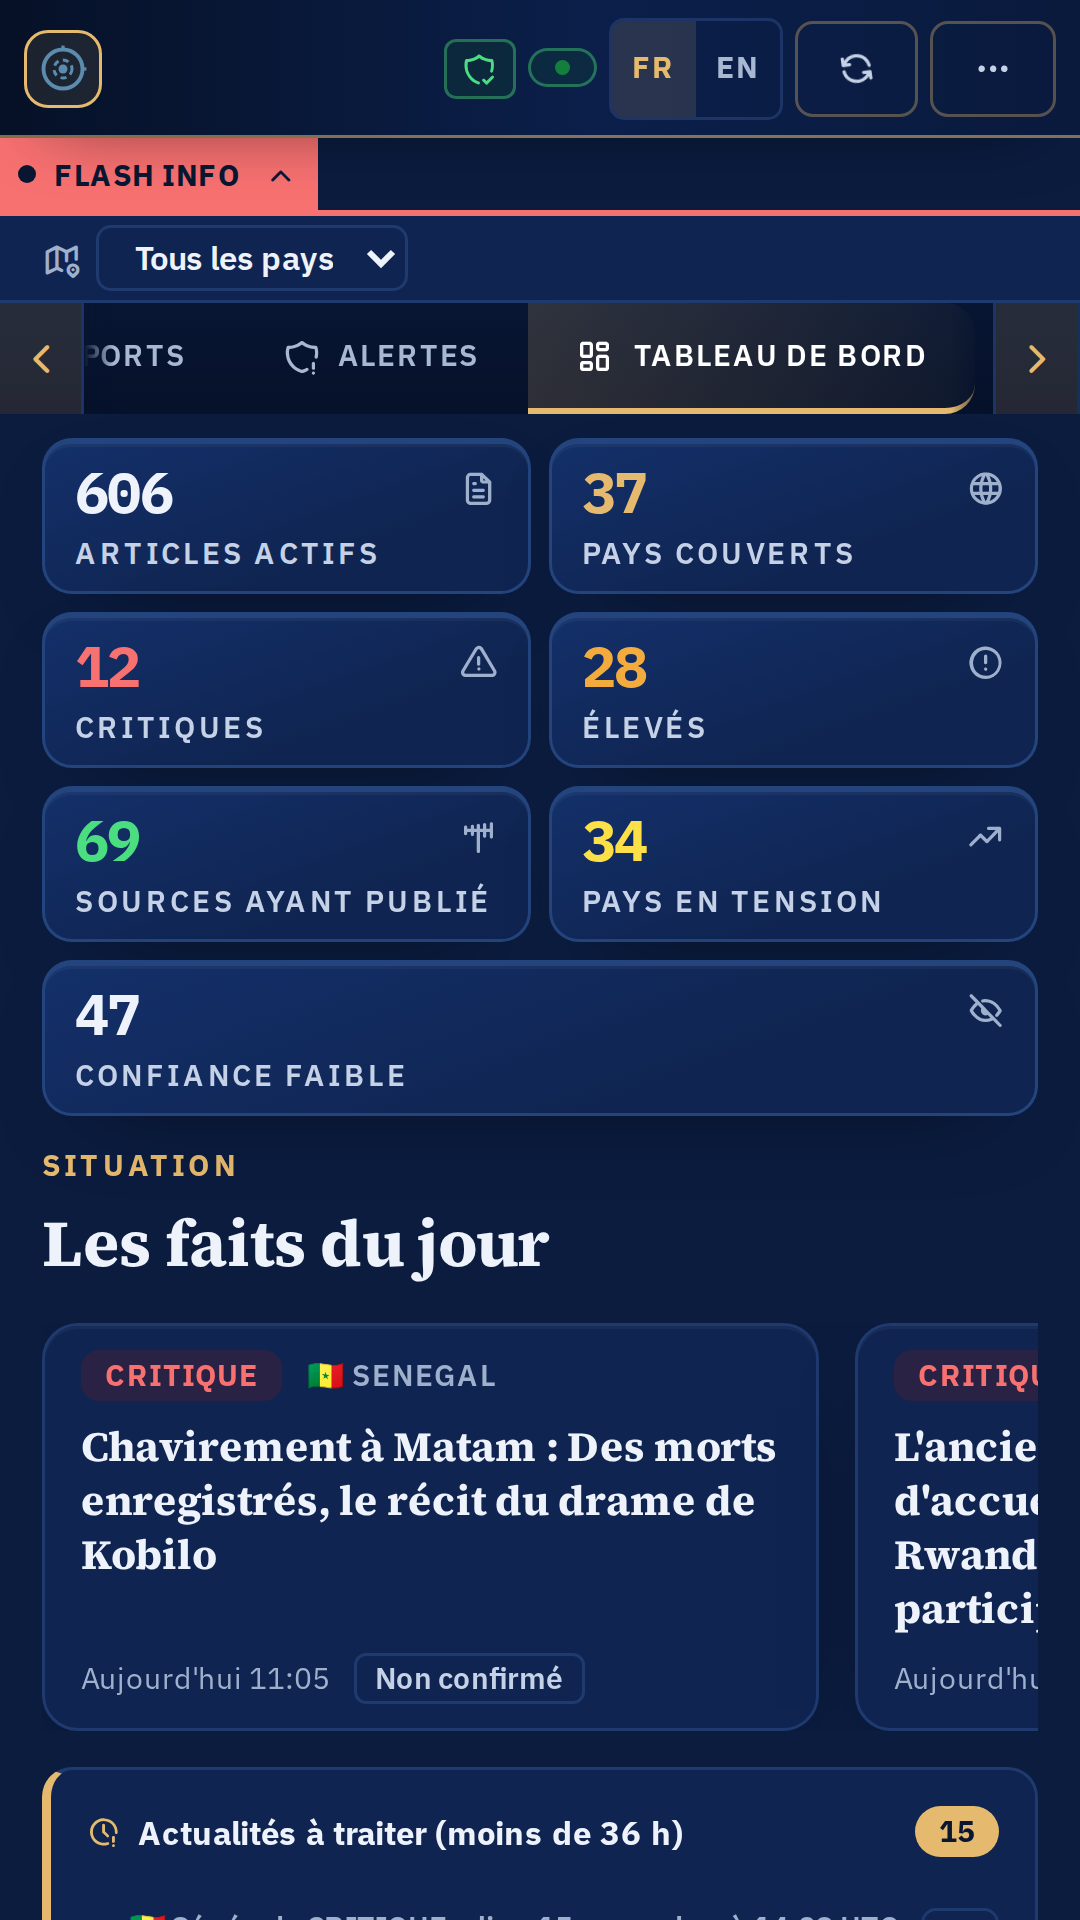 FR EN
FLASH INFO
Tous les pays
PORTS ALERTES TABLEAU DE BORD
606
ARTICLES ACTIFS
37
PAYS COUVERTS
12
CRITIQUES
28
ÉLEVÉS
69
SOURCES AYANT PUBLIÉ
34
PAYS EN TENSION
47
CONFIANCE FAIBLE
SITUATION
Les faits du jour
CRITIQUE SENEGAL
Chavirement à Matam : Des morts
enregistrés, le récit du drame de
Kobilo
Aujourd'hui 11:05 Non confirmé
CRITIQU
L'ancie
d'accue
Rwand
particip
Aujourd'hu
Actualités à traiter (moins de 36 h) 15